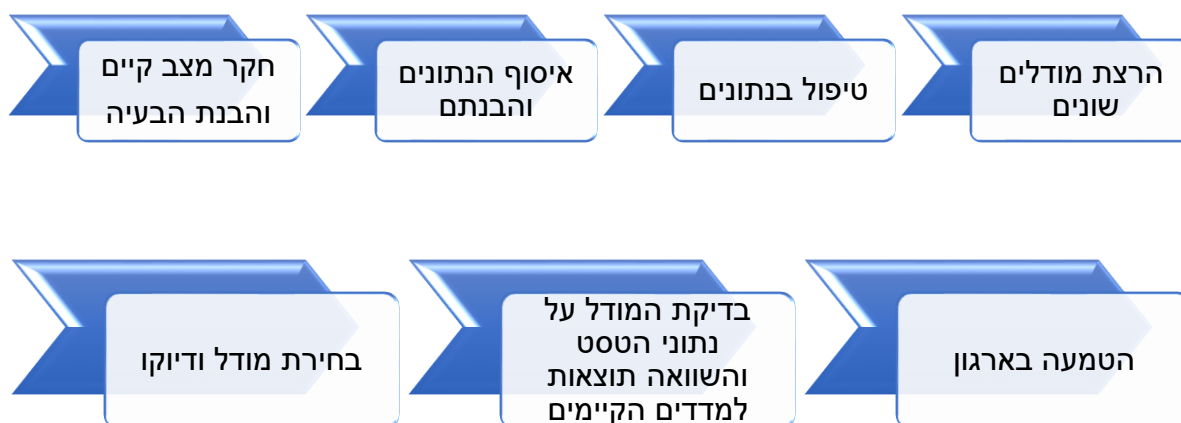 חקר מצב קיים
והבנת הבעיה
איסוף הנתונים
והבנתם
טיפול בנתונים
הרצת מודלים
שונים
בחירת מודל ודיוקו
בדיקת המודל על
נתוני הטסט
והשוואה תוצאות
למדדים הקיימים
הטמעה בארגון